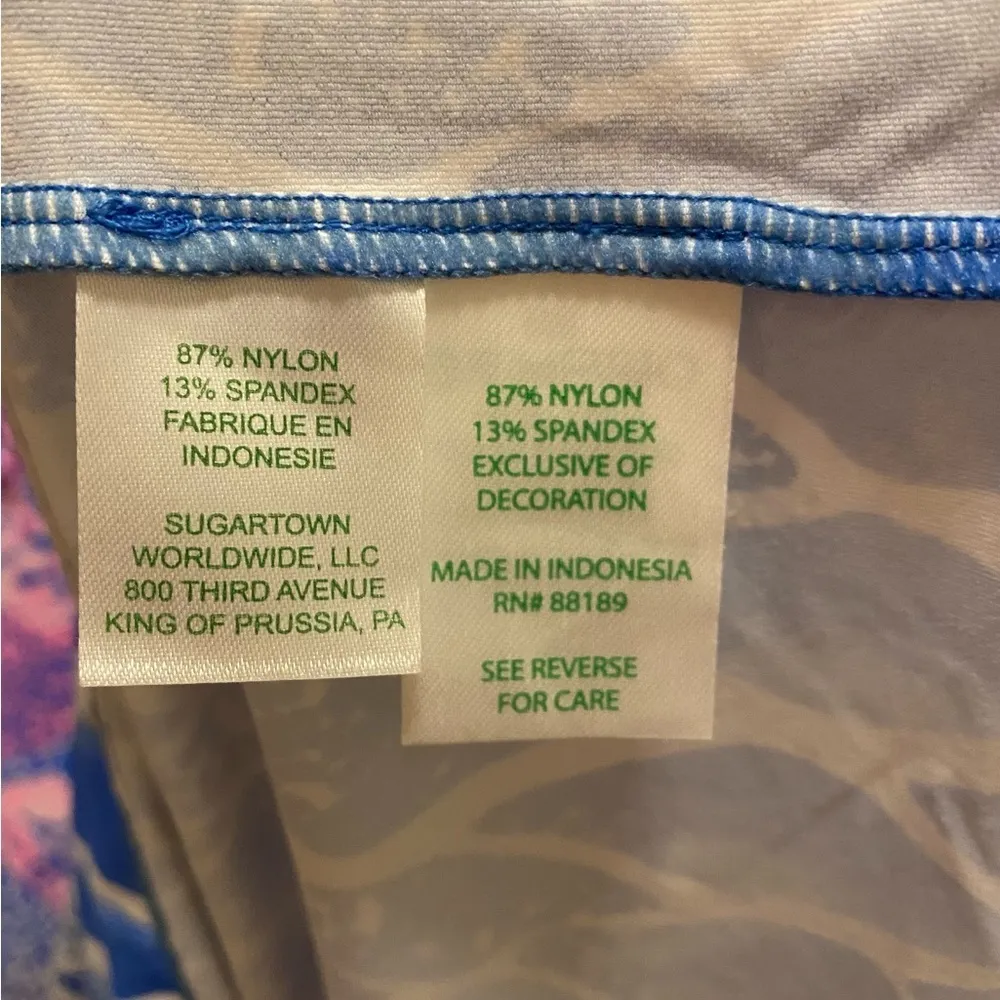 87% NYLON
13% SPANDEX
FABRIQUE EN
INDONESIE
SUGARTOWN
WORLDWIDE, LLC
800 THIRD AVENUE
KING OF PRUSSIA, PA
87% NYLON
13% SPANDEX
EXCLUSIVE OF
DECORATION
MADE IN INDONESIA
RN# 88189
SEE REVERSE
FOR CARE